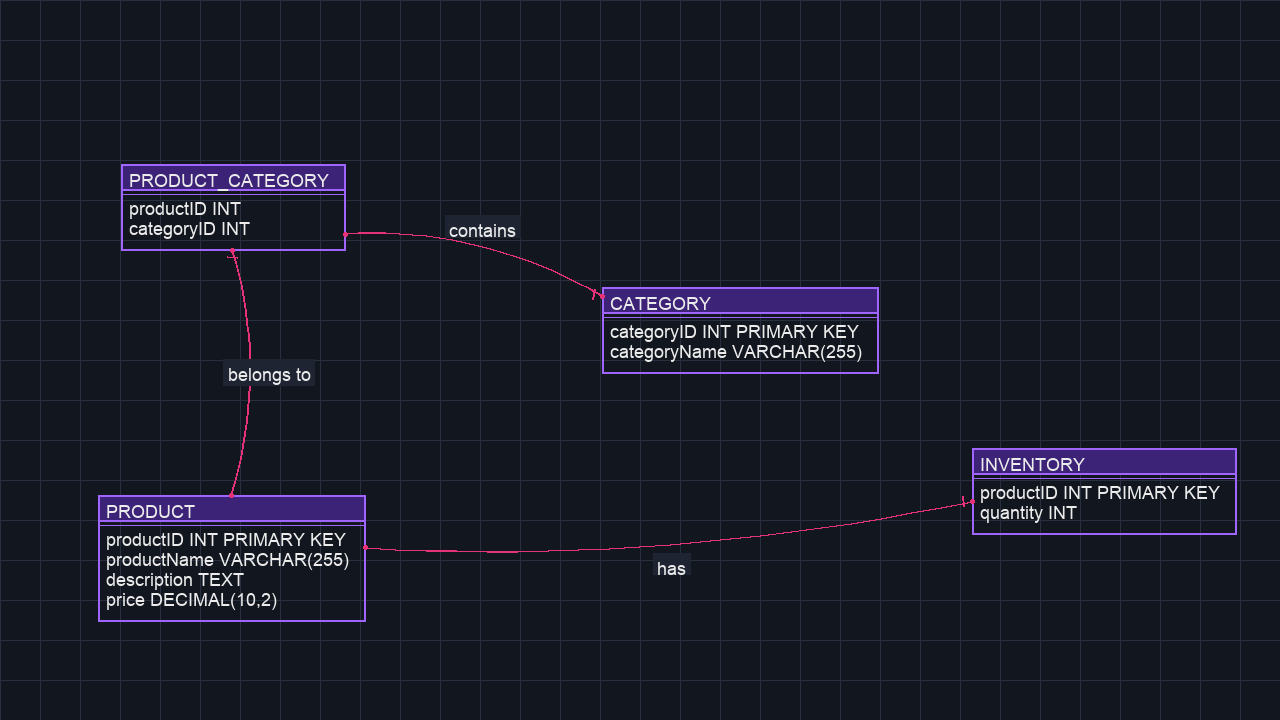 PRODUCT_CATEGORY
productID INT
categoryID INT
contains
CATEGORY
categoryID INT PRIMARY KEY
categoryName VARCHAR(255)
belongs to
INVENTORY
productID INT PRIMARY KEY
quantity INT
PRODUCT
productID INT PRIMARY KEY
productName VARCHAR(255)
description TEXT
price DECIMAL(10,2)
has